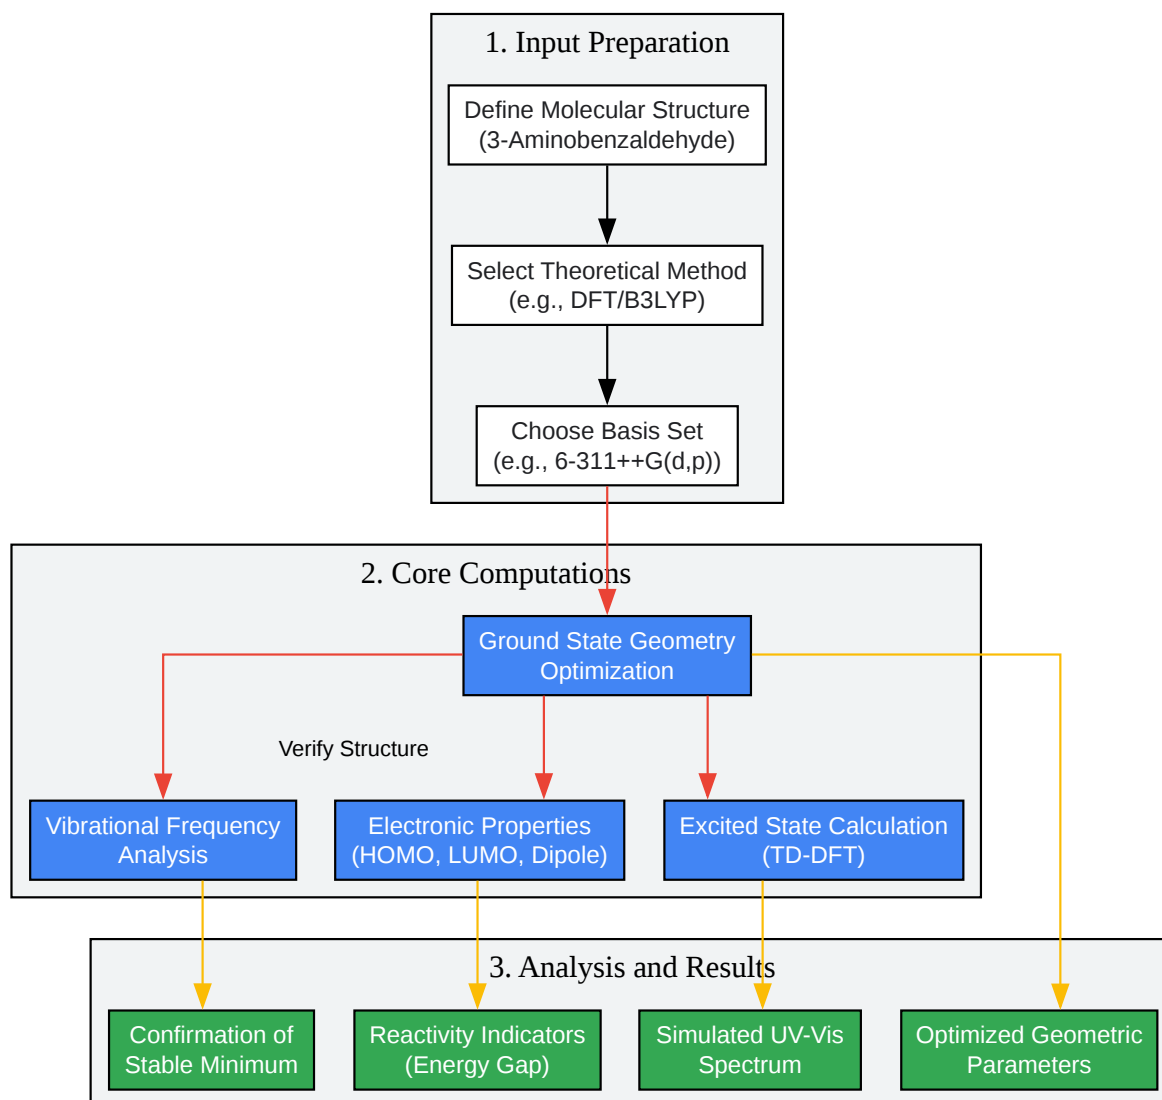 1. Input Preparation
Define Molecular Structure
(3-Aminobenzaldehyde)
Select Theoretical Method
(e.g., DFT/B3LYP)
Choose Basis Set
(e.g., 6-311++G(d,p))
2. Core Computations
Ground State Geometry
Optimization
Verify Structure
Vibrational Frequency
Analysis
Electronic Properties
(HOMO, LUMO, Dipole)
Excited State Calculation
(TD-DFT)
3. Analysis and Results
Confirmation of
Stable Minimum
Reactivity Indicators
(Energy Gap)
Simulated UV-Vis
Spectrum
Optimized Geometric
Parameters